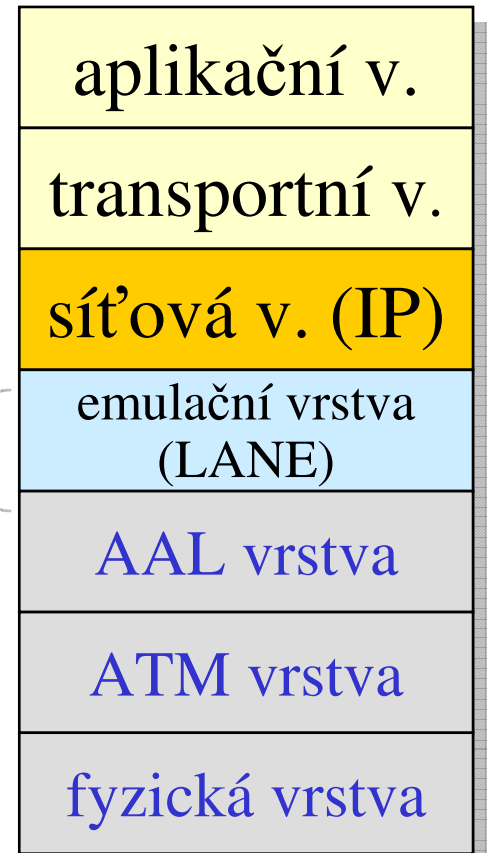 aplikační v.
transportní v.
síťová v. (IP)
emulační vrstva
(LANE)
AAL vrstva
ATM vrstva
fyzická vrstva